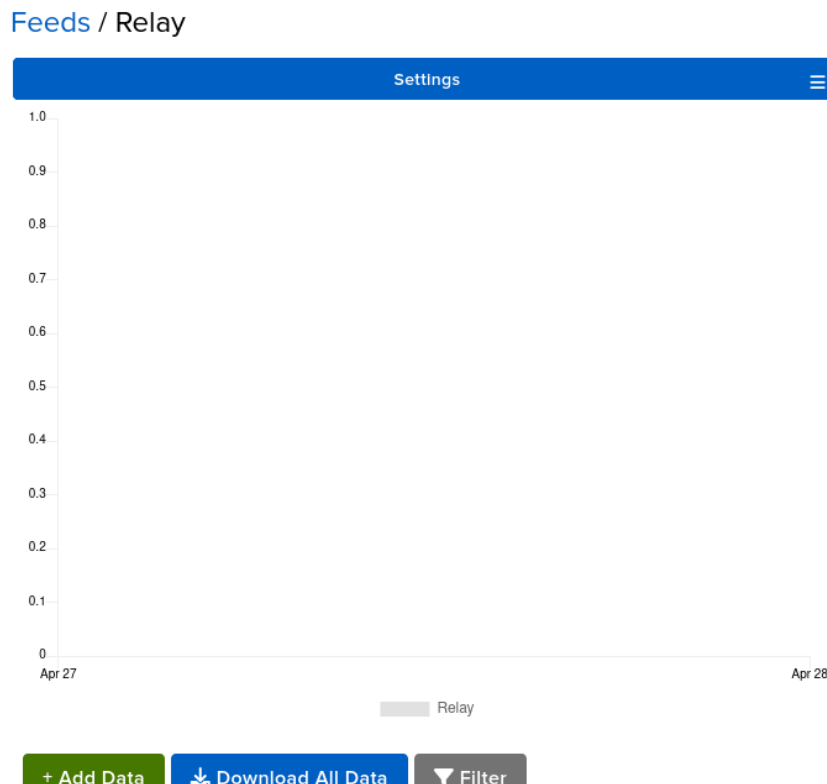 Feeds / Relay
Settings
1.0
0.9
0.8
0.7
0.6
0.5
0.4
0.3
0.2
0.1
0
Apr 27 Apr 28
Relay
+ Add Data Download All Data Filter